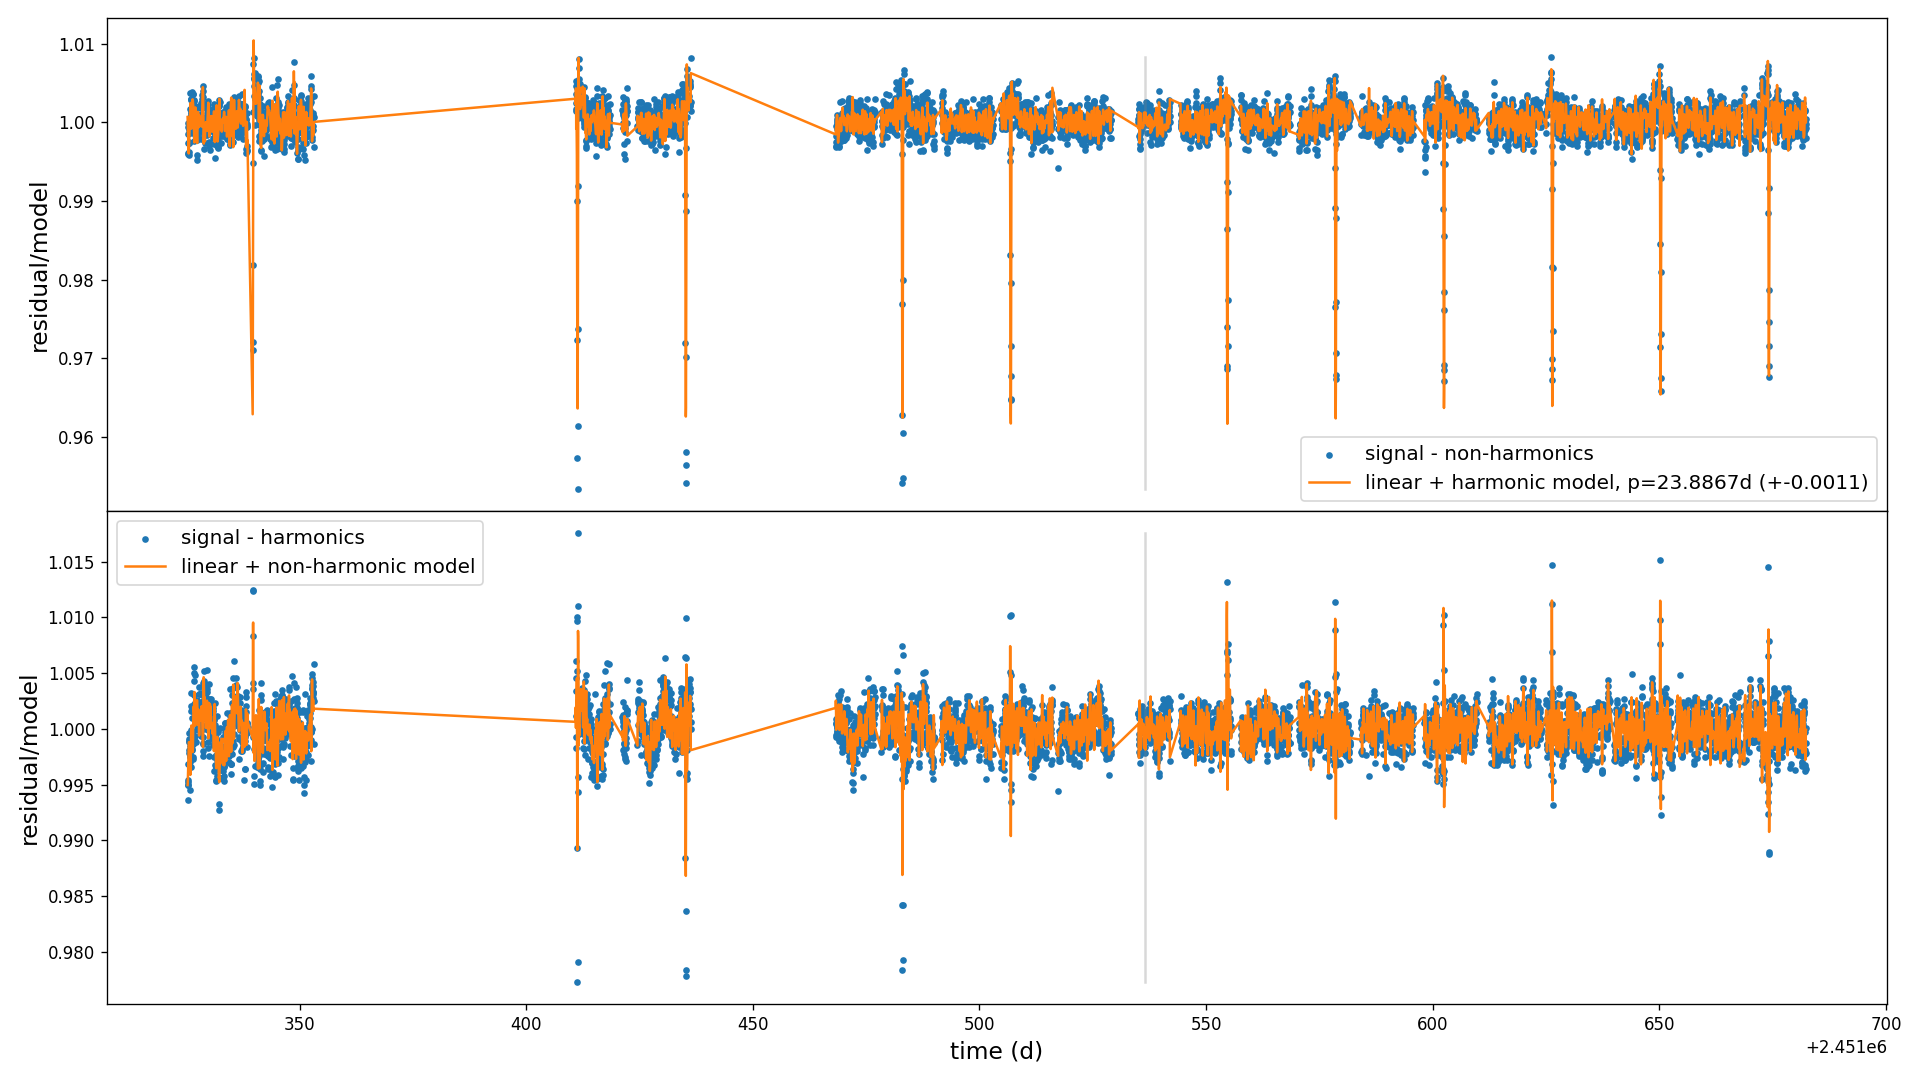 1.01
1.00
0.99
0.98
0.97
0.96
residual/model
signal - non-harmonics
linear + harmonic model, p=23.8867d (+-0.0011)
signal - harmonics
linear + non-harmonic model
1.015
1.010
1.005
1.000
0.995
0.990
0.985
0.980
residual/model
350
400
450
500
550
600
650
700
time (d)
+2.451e6